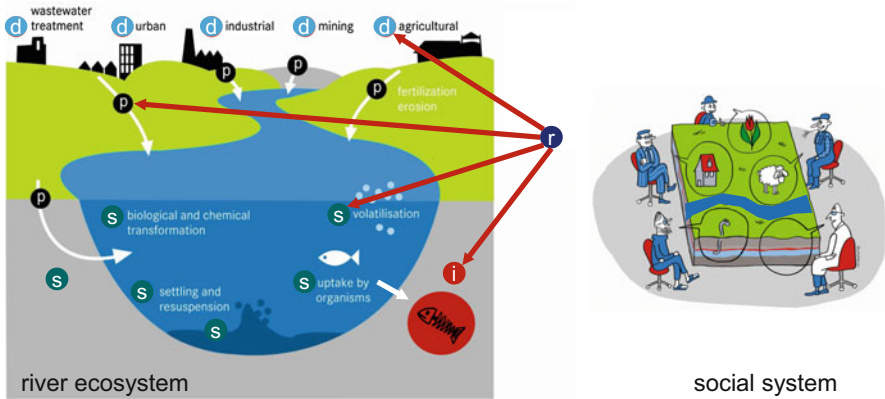 wastewater
d treatment
d urban
d industrial
d mining
d agricultural
p
p
p
p
fertilization
erosion
r
p
s biological and chemical
transformation
s volatilisation
s
s settling and
resuspension
s uptake by
organisms
i
s
river ecosystem
social system